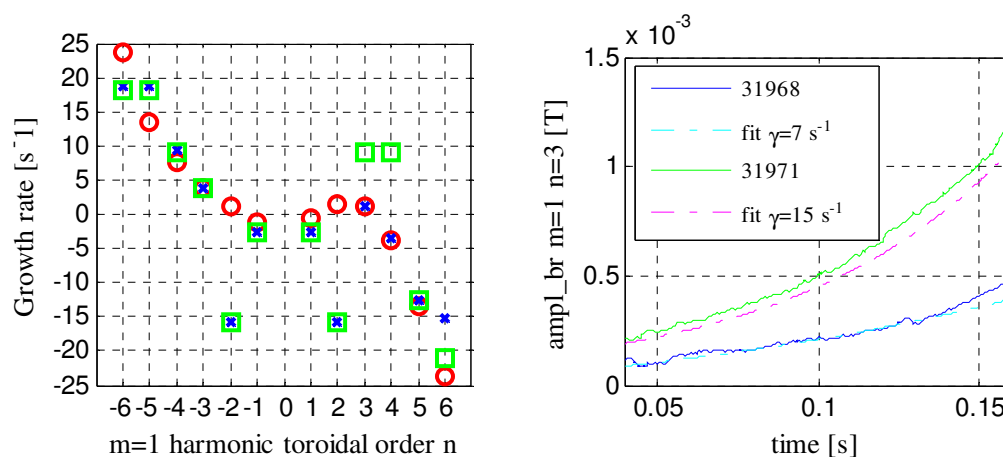 25
20
15
10
5
0
-5
-10
-15
-20
-25
Growth rate [s^-1]
-6 -5 -4 -3 -2 -1 0 1 2 3 4 5 6
m=1 harmonic toroidal order n
x 10^-3
1.5
1
0.5
0
ampl_br m=1 n=3 [T]
31968
fit γ=7 s^-1
31971
fit γ=15 s^-1
0.05 0.1 0.15
time [s]